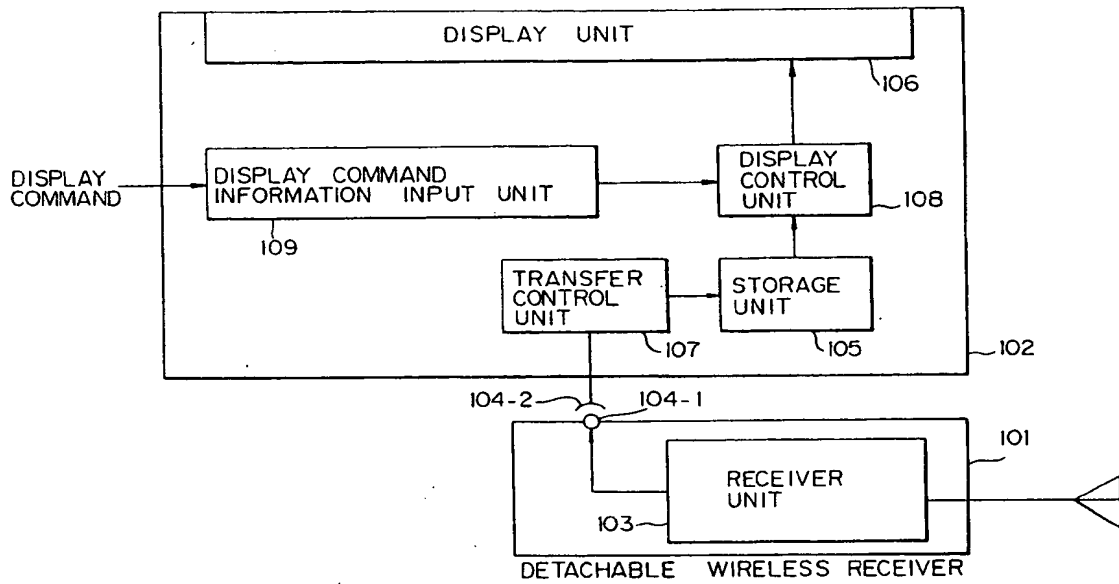 DISPLAY UNIT
106
DISPLAY
COMMAND
DISPLAY COMMAND
INFORMATION INPUT UNIT
109
DISPLAY
CONTROL
UNIT
108
TRANSFER
CONTROL
UNIT
107
STORAGE
UNIT
105
102
104-2
104-1
101
RECEIVER
UNIT
103
DETACHABLE WIRELESS RECEIVER